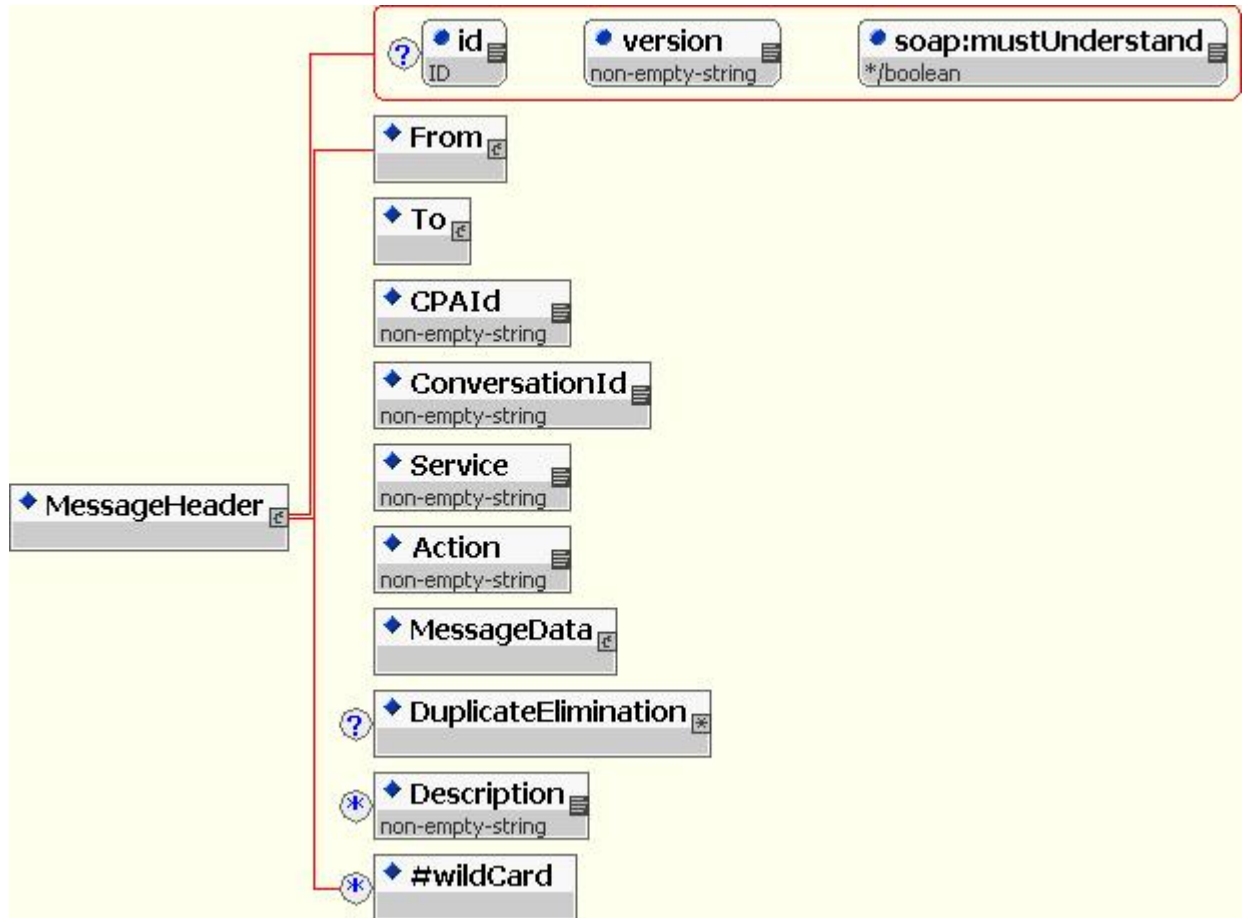 ? id version soap:mustUnderstand
ID non-empty-string */boolean
From
To
CPAId
non-empty-string
ConversationId
non-empty-string
Service
non-empty-string
MessageHeader
Action
non-empty-string
MessageData
? DuplicateElimination *
* Description
non-empty-string
* #wildCard